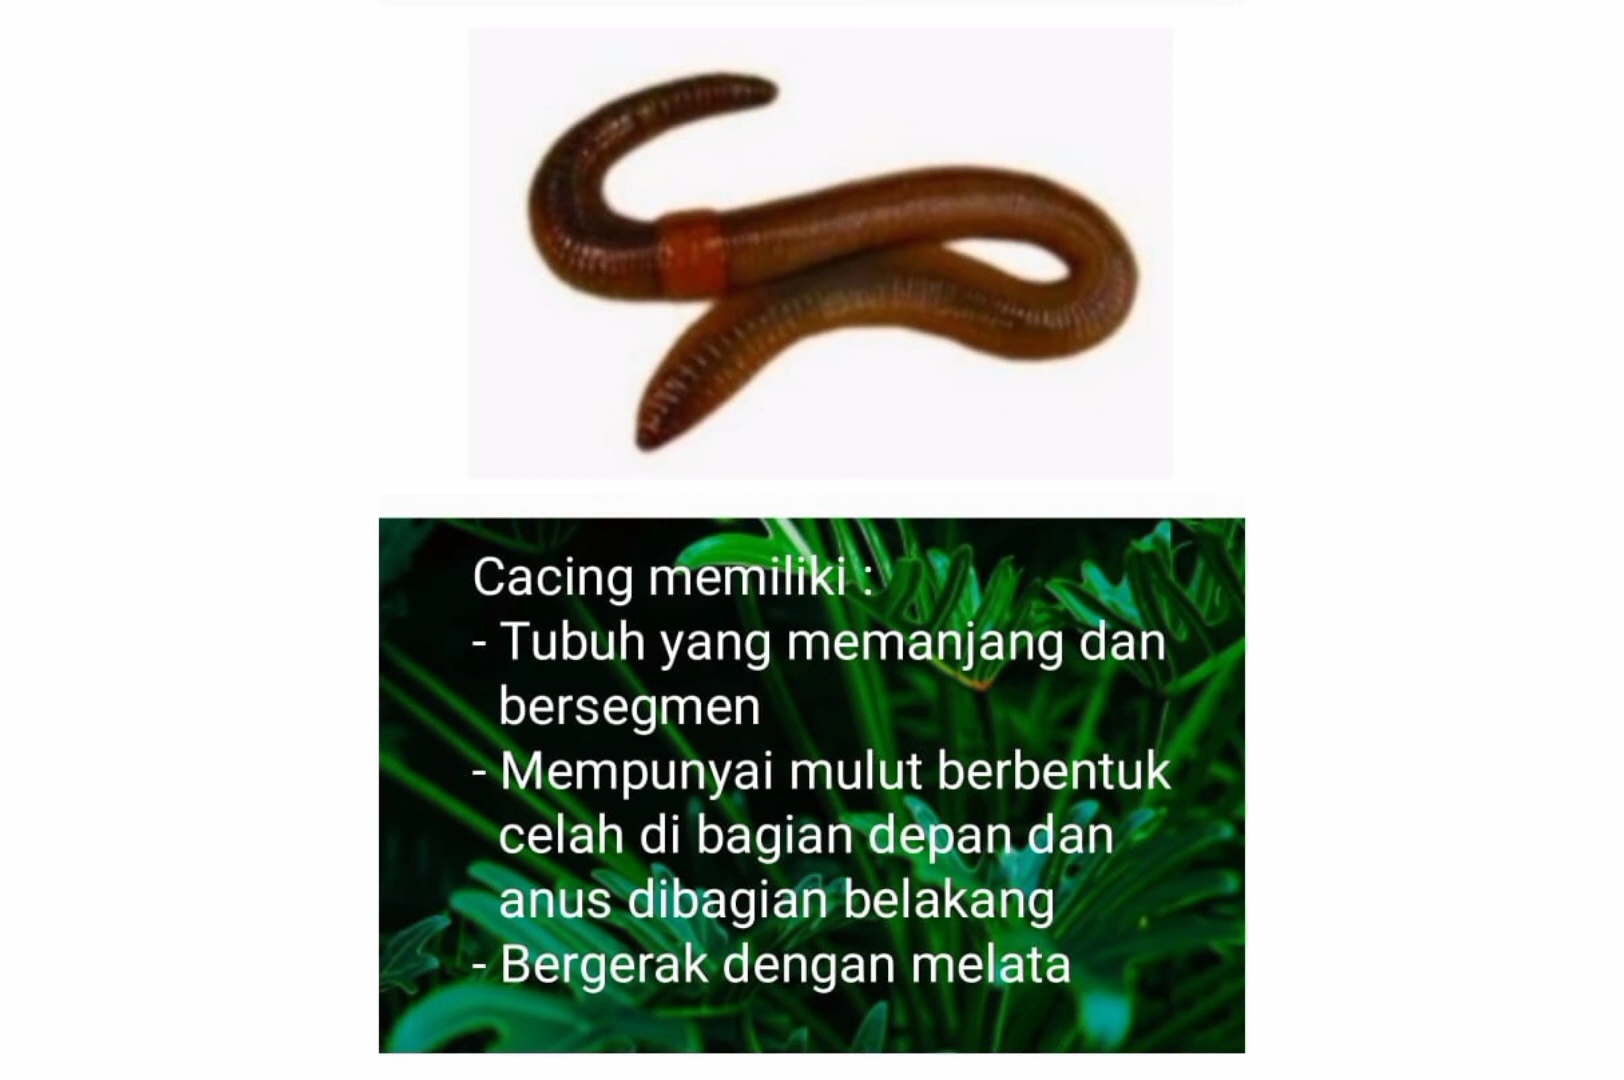 Cacing memiliki :
- Tubuh yang memanjang dan
bersegmen
- Mempunyai mulut berbentuk
celah di bagian depan dan
anus dibagian belakang
- Bergerak dengan melata